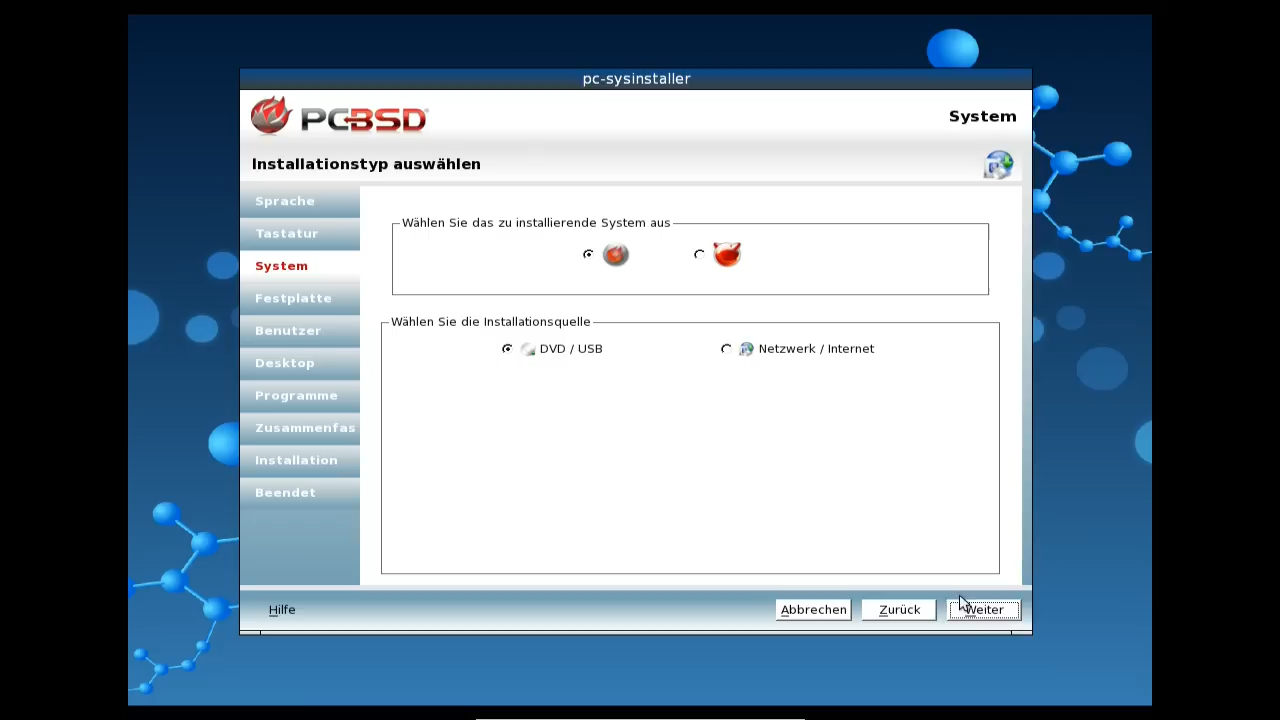 pc-sysinstaller
PCBSD
System
Installationstyp auswählen
Sprache
Tastatur
System
Festplatte
Benutzer
Desktop
Programme
Zusammenfas
Installation
Beendet
Wählen Sie das zu installierende System aus
Wählen Sie die Installationsquelle
DVD / USB
Netzwerk / Internet
Hilfe
Abbrechen
Zurück
Weiter